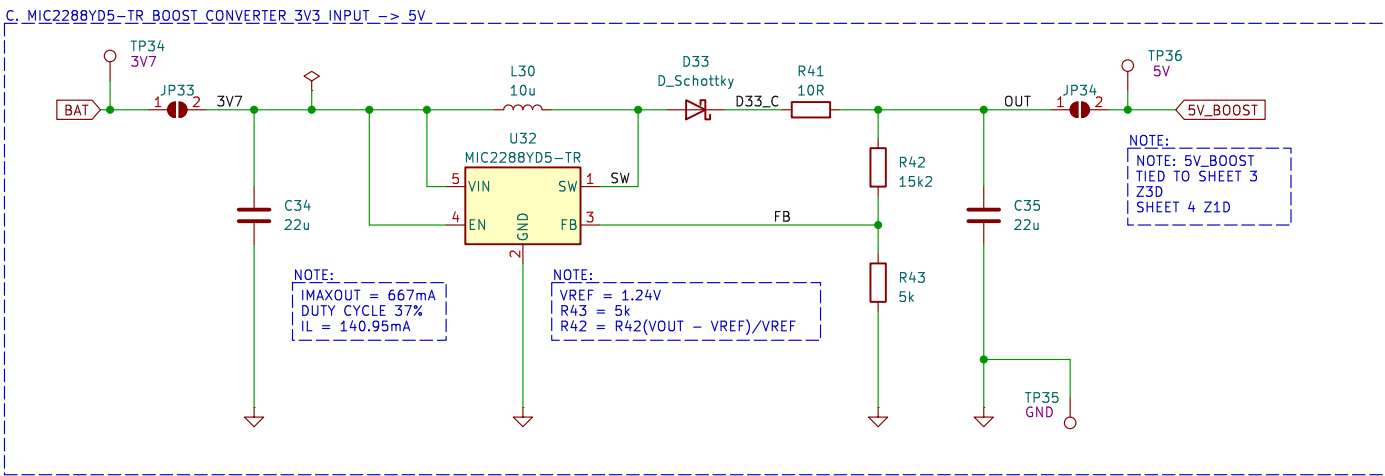 C. MIC2288YD5-TR BOOST CONVERTER 3V3 INPUT -> 5V
TP34
3V7
BAT
JP33
1
2
3V7
L30
10u
D33
D_Schottky
D33_C
R41
10R
OUT
JP34
1
2
TP36
5V
5V_BOOST
U32
MIC2288YD5-TR
5
VIN
SW
1
SW
4
EN
FB
3
FB
GND
2
C34
22u
R42
15k2
R43
5k
C35
22u
NOTE:
NOTE: 5V_BOOST
TIED TO SHEET 3
Z3D
SHEET 4 Z1D
NOTE:
IMAXOUT = 667mA
DUTY CYCLE 37%
IL = 140.95mA
NOTE:
VREF = 1.24V
R43 = 5k
R42 = R42(VOUT - VREF)/VREF
TP35
GND